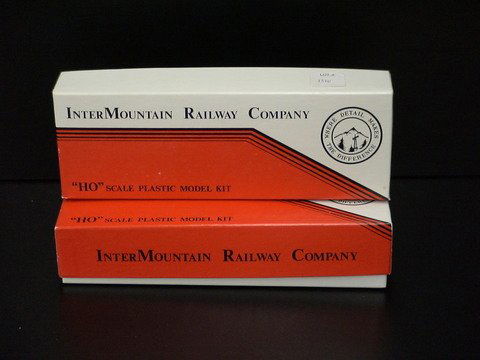 INTERMOUNTAIN RAILWAY COMPANY
WHERE DETAIL MAKES
THE DIFFERENCE
"HO" SCALE PLASTIC MODEL KIT
"HO" SCALE PLASTIC MODEL KIT
INTERMOUNTAIN RAILWAY COMPANY